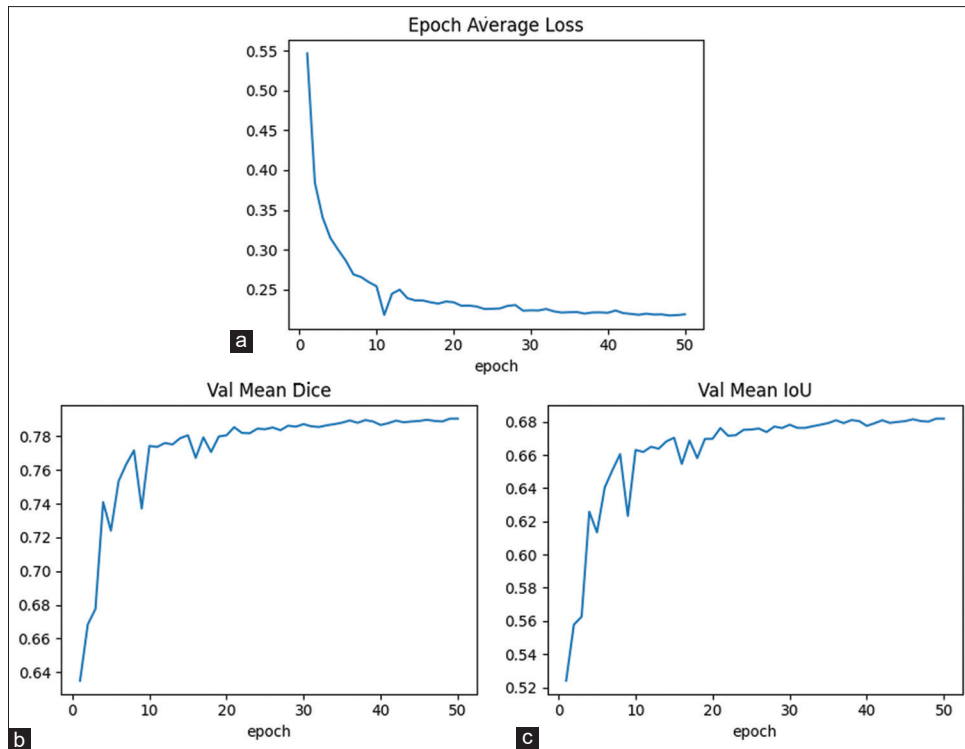 Epoch Average Loss
0.55
0.50
0.45
0.40
0.35
0.30
0.25
0 10 20 30 40 50
epoch
a
Val Mean Dice
0.78
0.76
0.74
0.72
0.70
0.68
0.66
0.64
0 10 20 30 40 50
epoch
b
Val Mean IoU
0.68
0.66
0.64
0.62
0.60
0.58
0.56
0.54
0.52
0 10 20 30 40 50
epoch
c